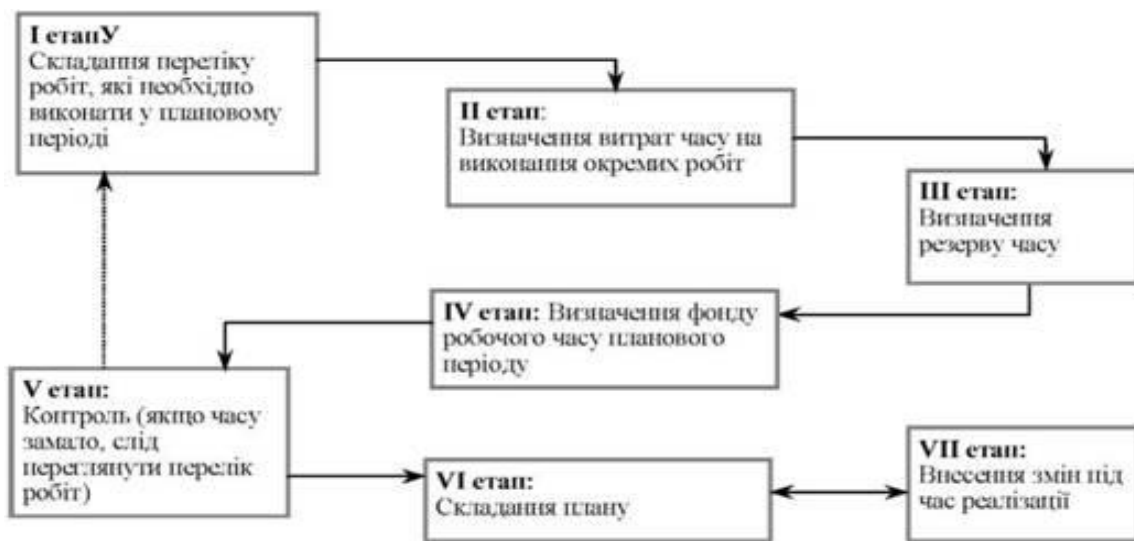 I етапУ
Складання переліку
робіт, які необхідно
виконати у плановому
періоді
II етап:
Визначення витрат часу на
виконання окремих робіт
III етап:
Визначення
резерву часу
IV етап: Визначення фонду
робочого часу планового
періоду
V етап:
Контроль (якщо часу
замало, слід
переглянути перелік
робіт)
VI етап:
Складання плану
VII етап:
Внесення змін під
час реалізації